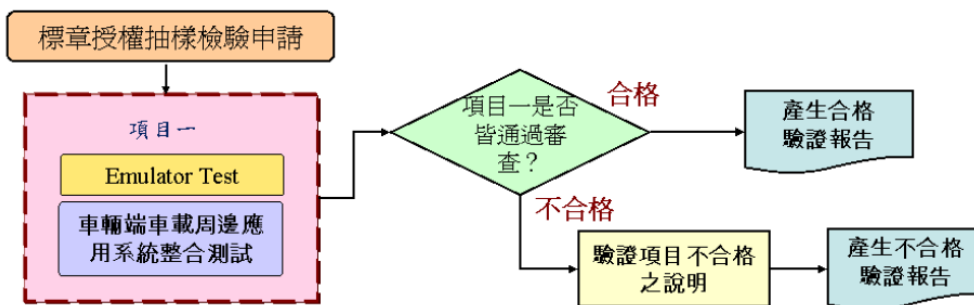 標章授權抽樣檢驗申請
項目一
Emulator Test
車輛端車載周邊應
用系統整合測試
項目一是否
皆通過審
查？
合格
產生合格
驗證報告
不合格
驗證項目不合格
之說明
產生不合格
驗證報告